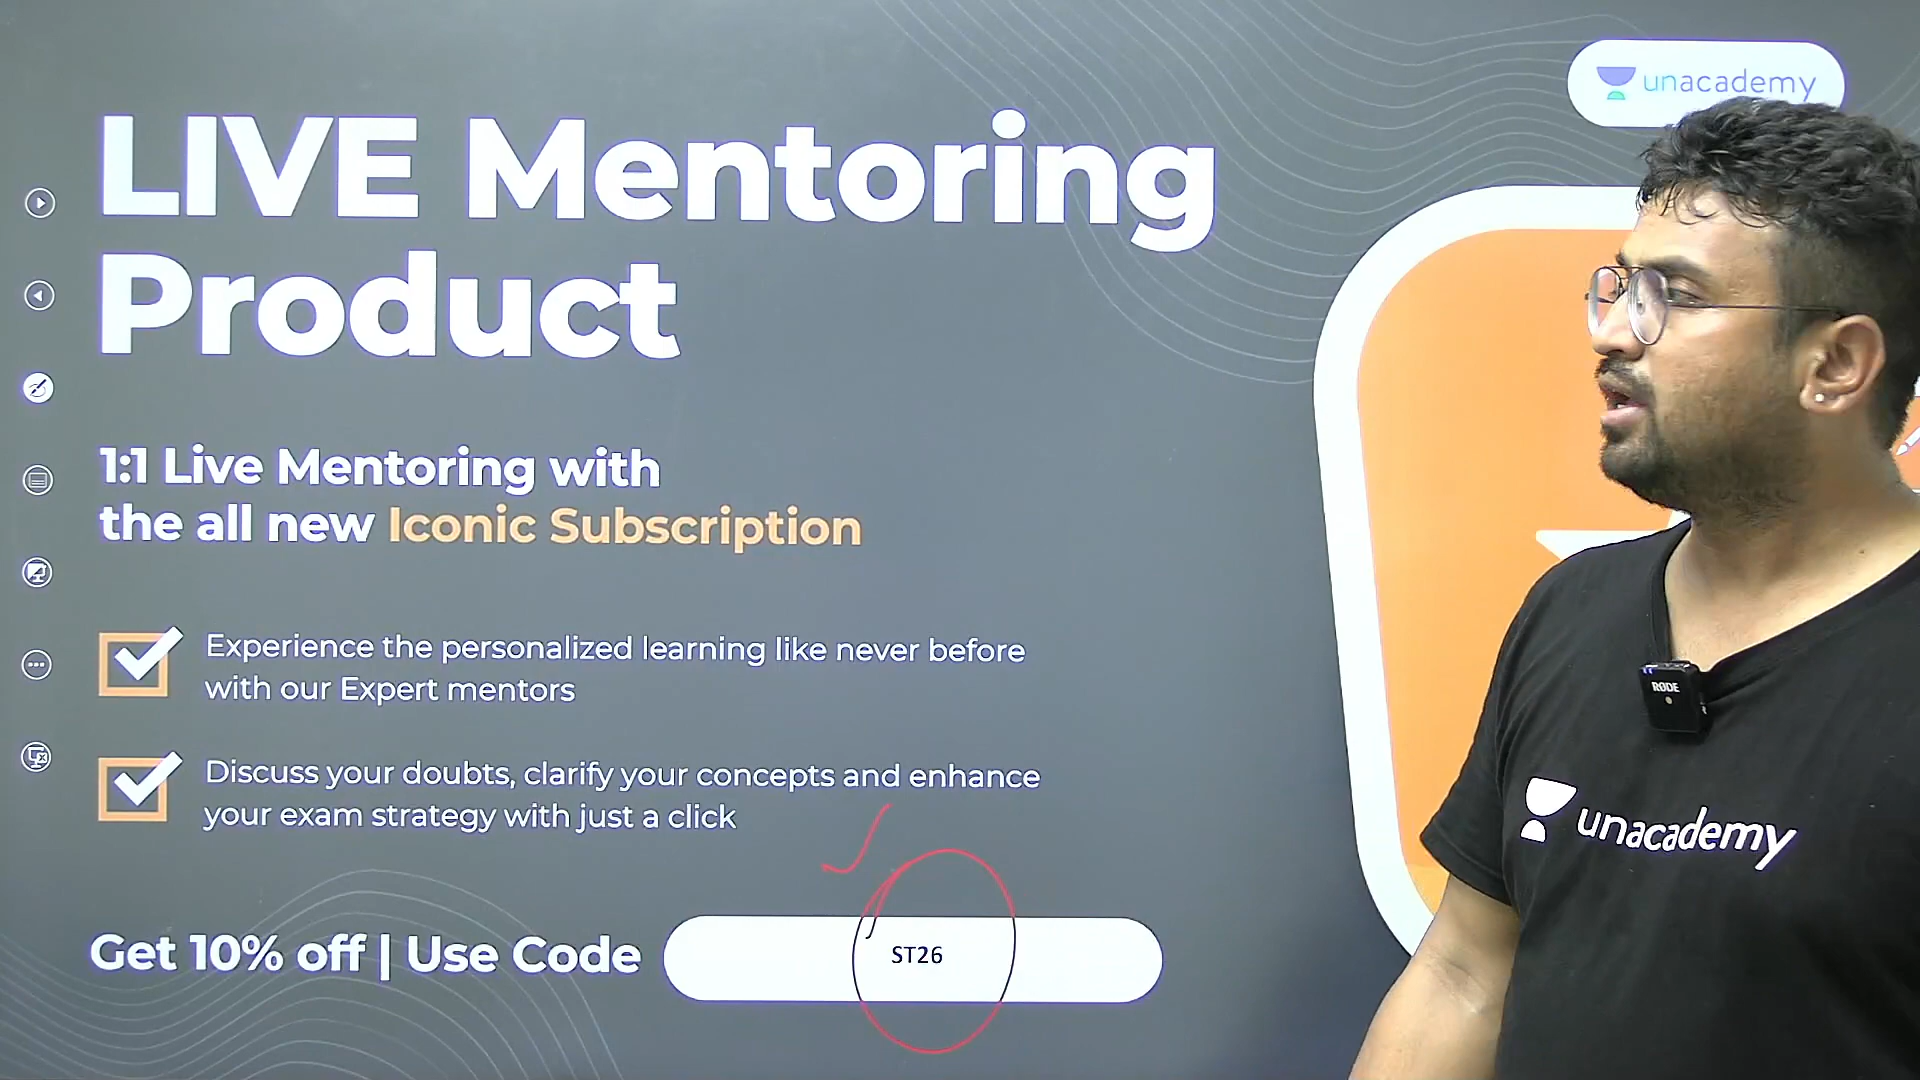 unacademy
LIVE Mentoring
Product
1:1 Live Mentoring with
the all new Iconic Subscription
Experience the personalized learning like never before
with our Expert mentors
Discuss your doubts, clarify your concepts and enhance
your exam strategy with just a click
Get 10% off | Use Code
ST26
RØDE
unacademy